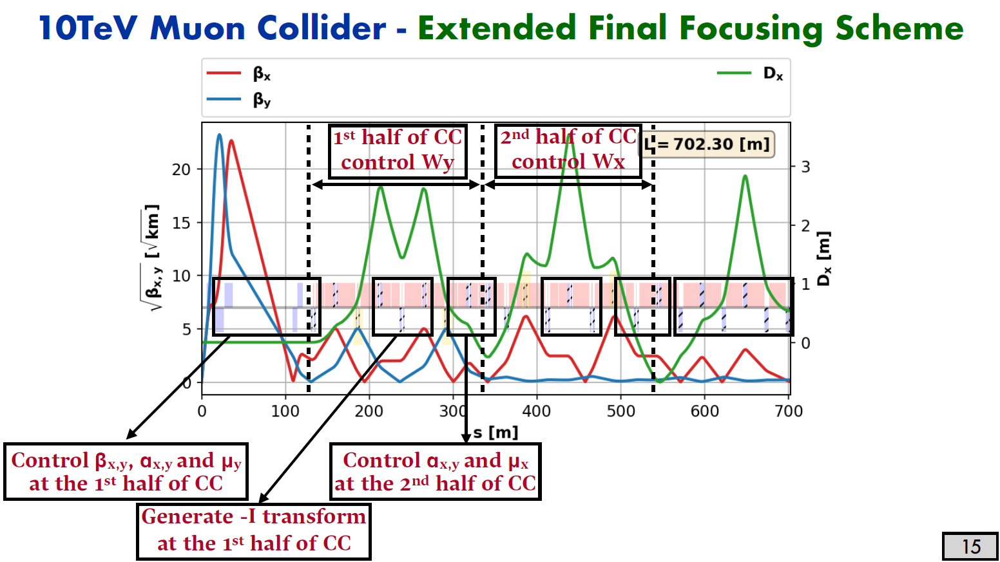 10TeV Muon Collider - Extended Final Focusing Scheme
βx
βy
Dx
1st half of CC
control Wy
2nd half of CC
control Wx
L = 702.30 [m]
20
15
10
5
0
√βx,y [√km]
3
2
1
0
Dx [m]
0 100 200 300 400 500 600 700
s [m]
Control βx,y, αx,y and μy
at the 1st half of CC
Control αx,y and μx
at the 2nd half of CC
Generate -I transform
at the 1st half of CC
15